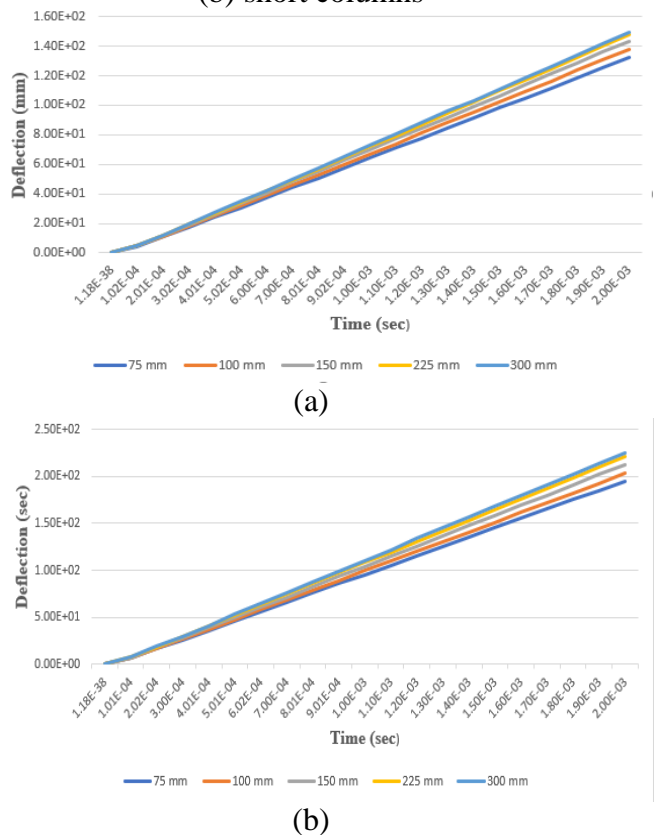 (b) short columns
1.60E+02
1.40E+02
1.20E+02
1.00E+02
8.00E+01
6.00E+01
4.00E+01
2.00E+01
0.00E+00
Deflection (mm)
1.18E-38
1.02E-04
2.01E-04
3.02E-04
4.01E-04
5.02E-04
6.00E-04
7.00E-04
8.01E-04
9.02E-04
1.00E-03
1.10E-03
1.20E-03
1.30E-03
1.40E-03
1.50E-03
1.60E-03
1.70E-03
1.80E-03
1.90E-03
2.00E-03
Time (sec)
75 mm 100 mm 150 mm 225 mm 300 mm
(a)
2.50E+02
2.00E+02
1.50E+02
1.00E+02
5.00E+01
0.00E+00
Deflection (sec)
1.18E-38
1.01E-04
2.02E-04
3.00E-04
4.01E-04
5.01E-04
6.02E-04
7.00E-04
8.01E-04
9.01E-04
1.00E-03
1.10E-03
1.20E-03
1.30E-03
1.40E-03
1.50E-03
1.60E-03
1.70E-03
1.80E-03
1.90E-03
2.00E-03
Time (sec)
75 mm 100 mm 150 mm 225 mm 300 mm
(b)